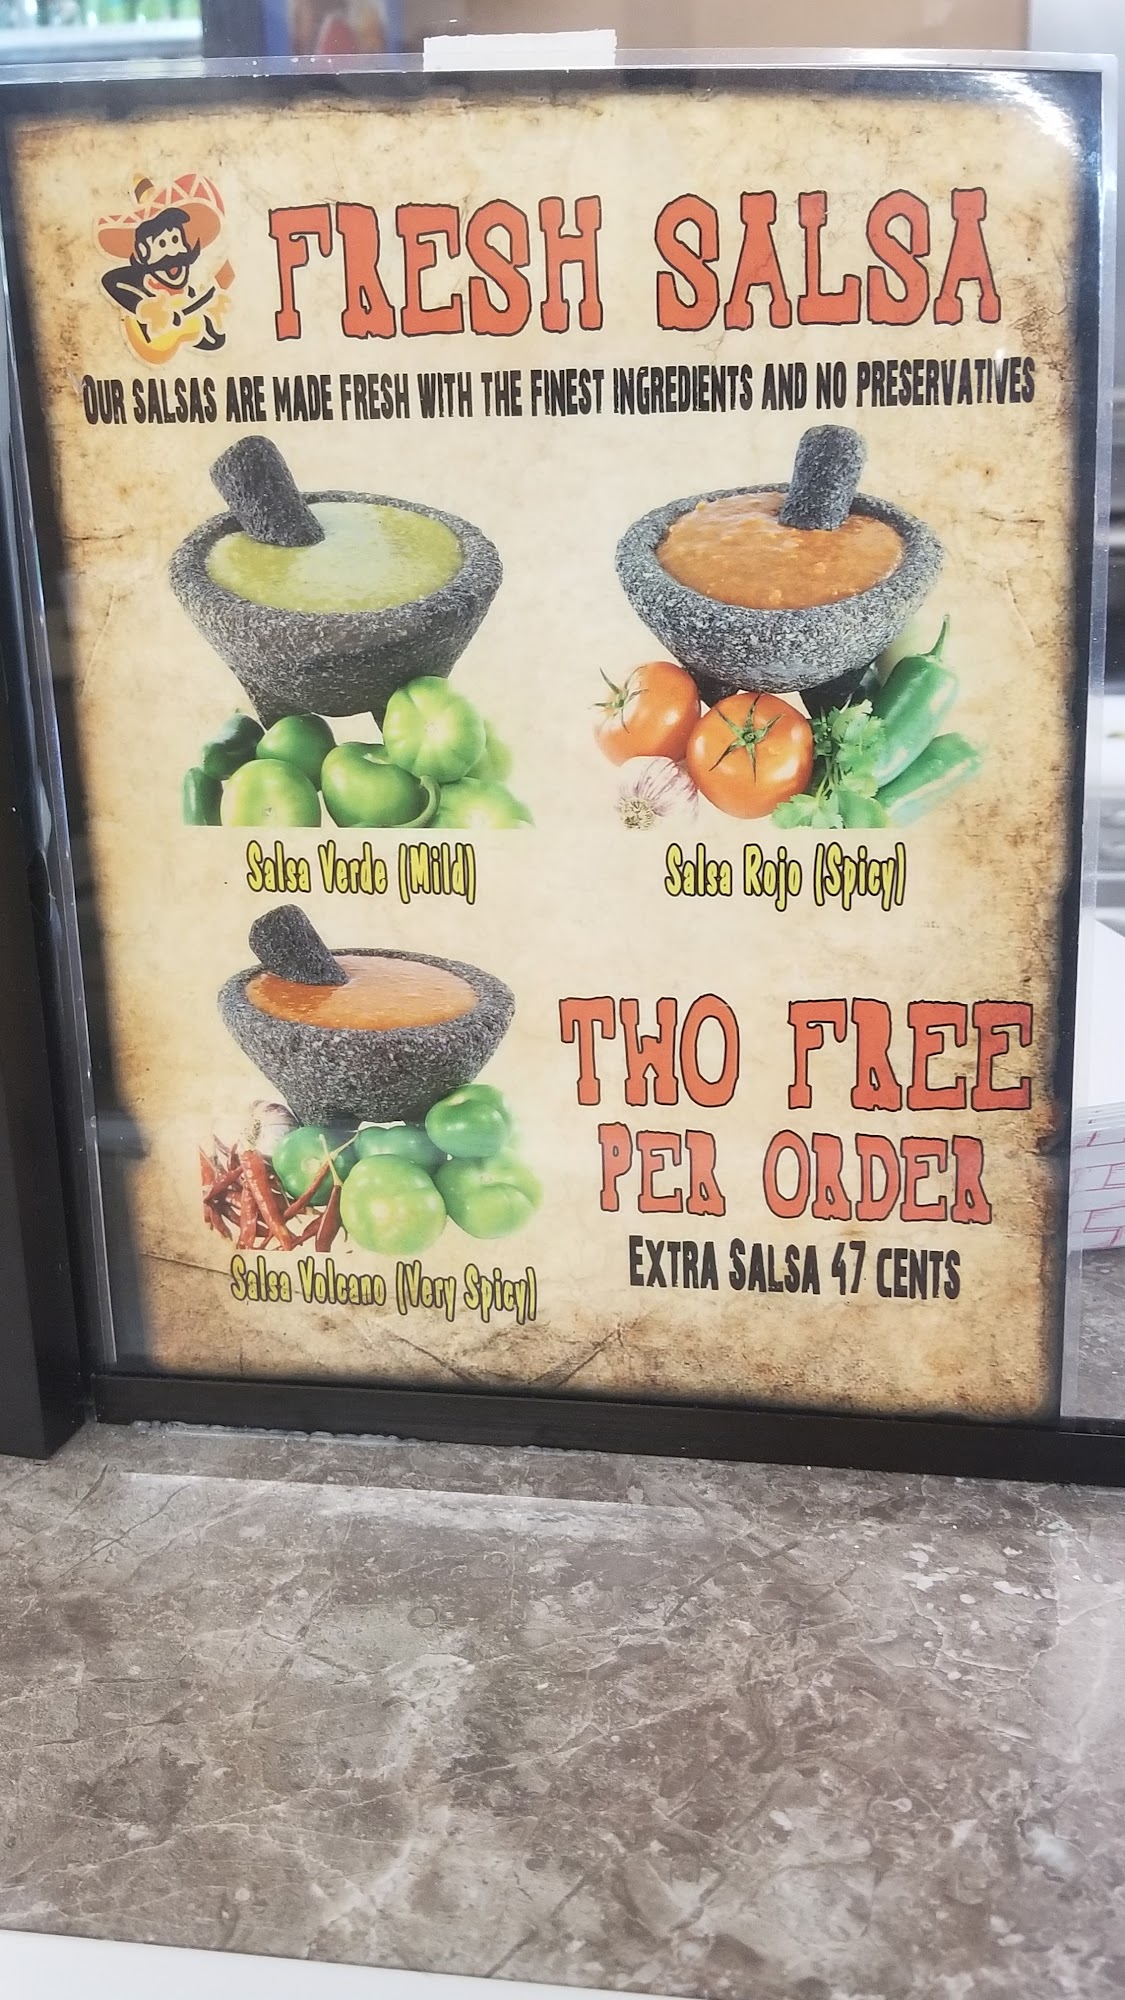 FRESH SALSA
OUR SALSAS ARE MADE FRESH WITH THE FINEST INGREDIENTS AND NO PRESERVATIVES
Salsa Verde (Mild)
Salsa Rojo (Spicy)
Salsa Volcano (Very Spicy)
TWO FREE
PER ORDER
EXTRA SALSA 47 CENTS